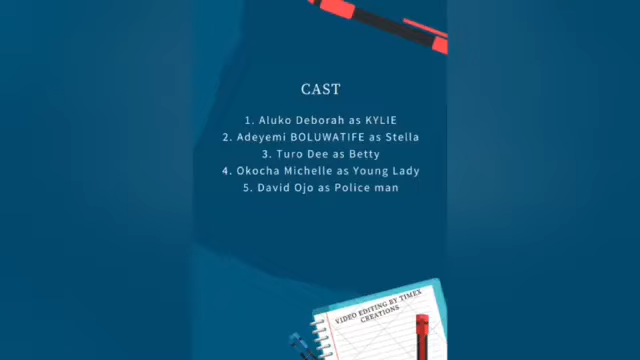 CAST
1. Aluko Deborah as KYLIE
2. Adeyemi BOLUWATIFE as Stella
3. Turo Dee as Betty
4. Okocha Michelle as Young Lady
5. David Ojo as Police man
VIDEO EDITING BY TIMEX
CREATIONS